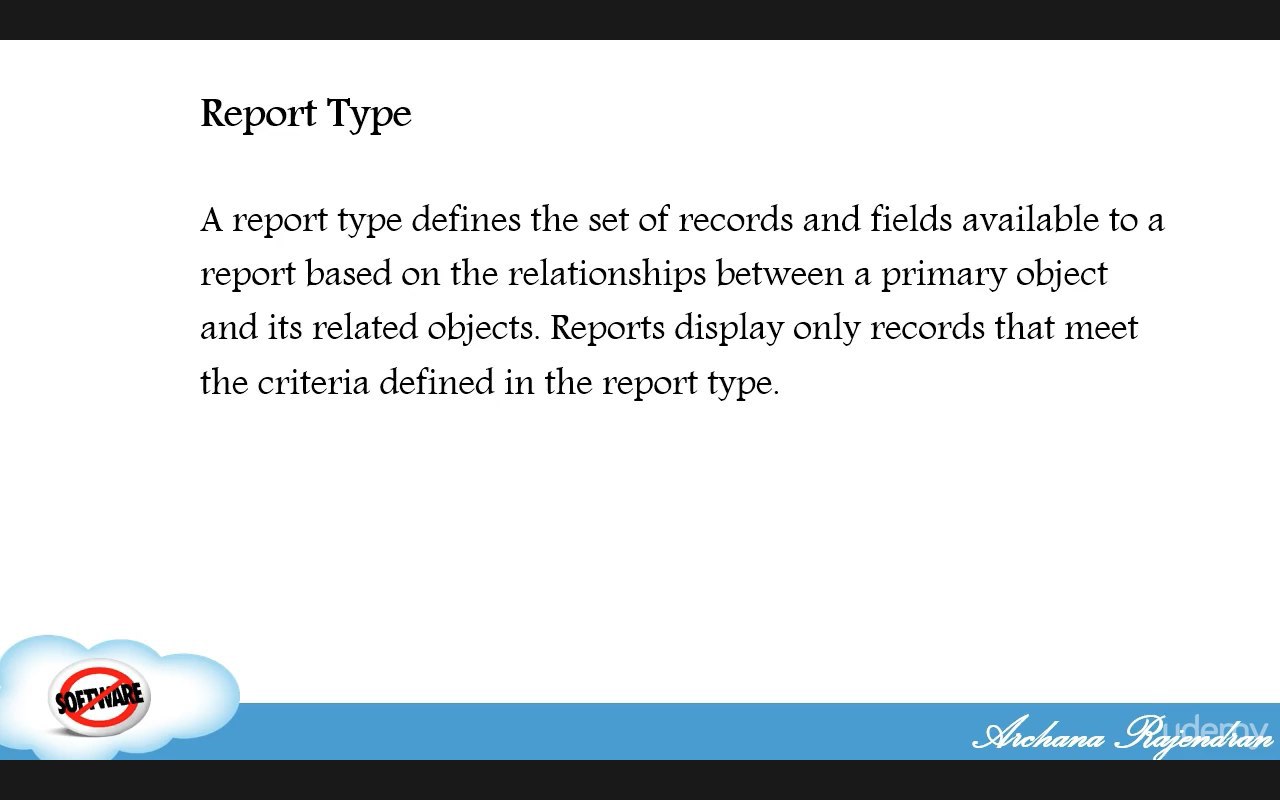 Report Type
A report type defines the set of records and fields available to a
report based on the relationships between a primary object
and its related objects. Reports display only records that meet
the criteria defined in the report type.
SOFTWARE
Archana Rajendran
udemy